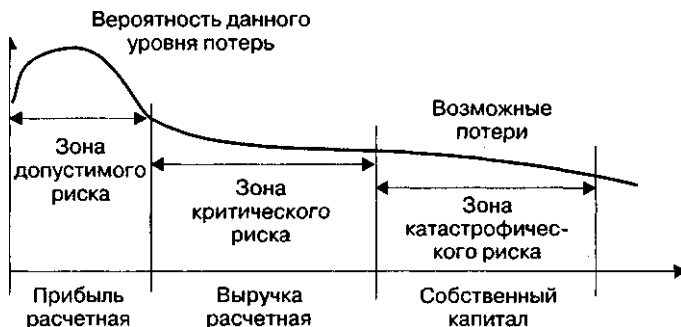 Вероятность данного
уровня потерь
Возможные
потери
Зона
допустимого
риска
Зона
критического
риска
Зона
катастрофичес-
кого риска
Прибыль
расчетная
Выручка
расчетная
Собственный
капитал